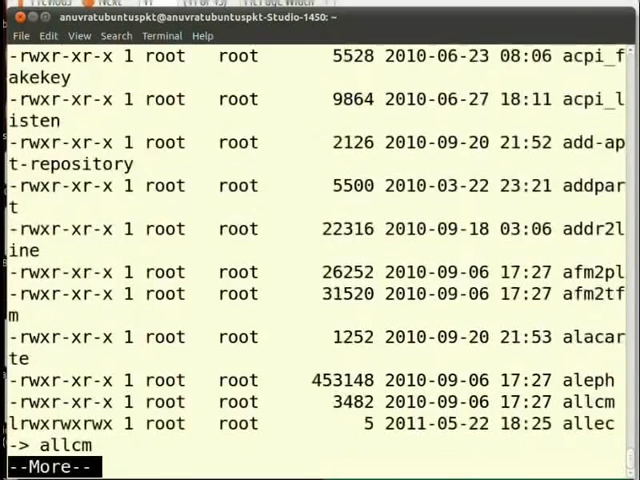 anuvratubuntuspkt@anuvratubuntuspkt-Studio-1450: ~
File Edit View Search Terminal Help
-rwxr-xr-x 1 root root 5528 2010-06-23 08:06 acpi_f
akekey
-rwxr-xr-x 1 root root 9864 2010-06-27 18:11 acpi_l
isten
-rwxr-xr-x 1 root root 2126 2010-09-20 21:52 add-ap
t-repository
-rwxr-xr-x 1 root root 5500 2010-03-22 23:21 addpar
t
-rwxr-xr-x 1 root root 22316 2010-09-18 03:06 addr2l
ine
-rwxr-xr-x 1 root root 26252 2010-09-06 17:27 afm2pl
-rwxr-xr-x 1 root root 31520 2010-09-06 17:27 afm2tf
m
-rwxr-xr-x 1 root root 1252 2010-09-20 21:53 alacar
te
-rwxr-xr-x 1 root root 453148 2010-09-06 17:27 aleph
-rwxr-xr-x 1 root root 3482 2010-09-06 17:27 allcm
lrwxrwxrwx 1 root root 5 2011-05-22 18:25 allec
-> allcm
--More--